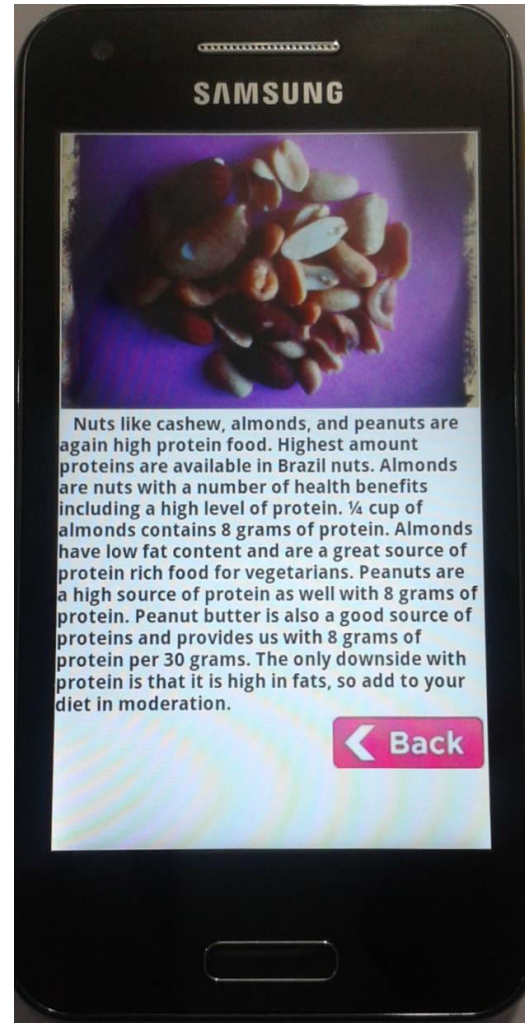 SAMSUNG
Nuts like cashew, almonds, and peanuts are
again high protein food. Highest amount
proteins are available in Brazil nuts. Almonds
are nuts with a number of health benefits
including a high level of protein. ¼ cup of
almonds contains 8 grams of protein. Almonds
have low fat content and are a great source of
protein rich food for vegetarians. Peanuts are
a high source of protein as well with 8 grams of
protein. Peanut butter is also a good source of
proteins and provides us with 8 grams of
protein per 30 grams. The only downside with
protein is that it is high in fats, so add to your
diet in moderation.
Back